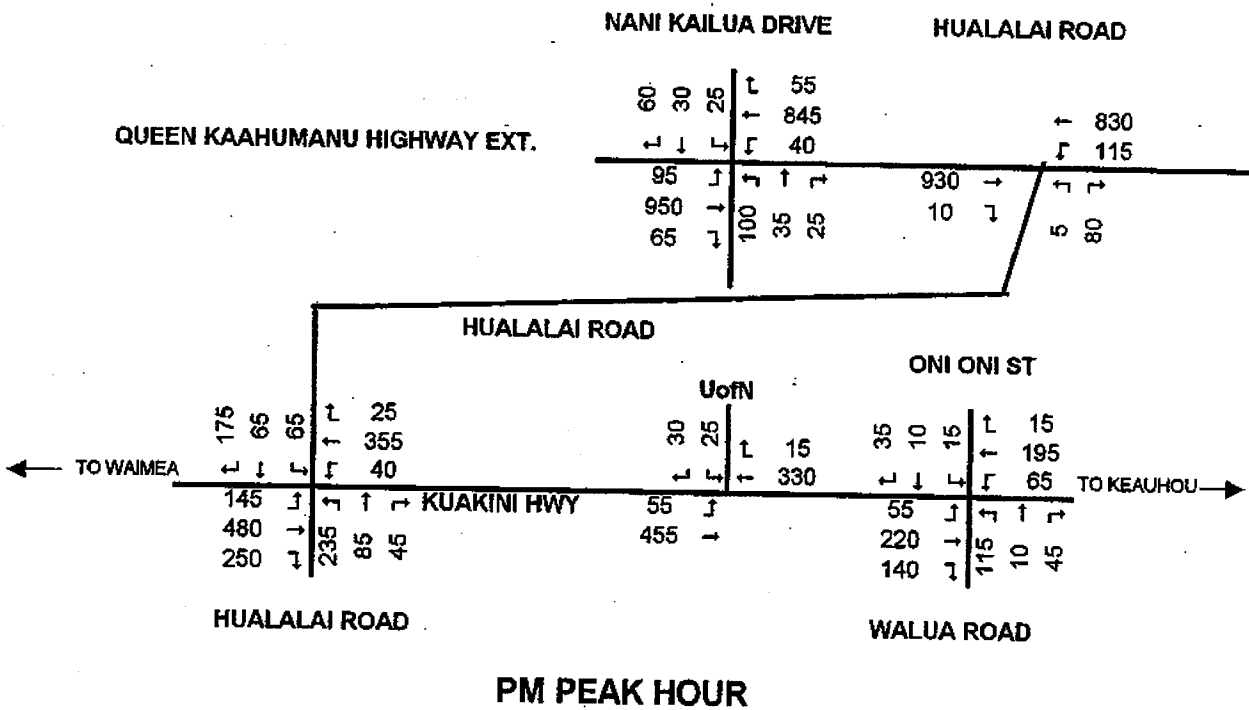 NANI KAILUA DRIVE HUALALAI ROAD
60 30 25 55
845
40
QUEEN KAAHUMANU HIGHWAY EXT.
830
115
95
950
65
100 35 25
930
10
5 80
HUALALAI ROAD
ONI ONI ST
UofN
175 65 65 25
355
40
30 25 15
330
35 10 15 15
195
65
TO WAIMEA
TO KEAUHOU
145
480
250
235 85 45
KUAKINI HWY
55
455
55
220
140
115 10 45
HUALALAI ROAD
WALUA ROAD
PM PEAK HOUR